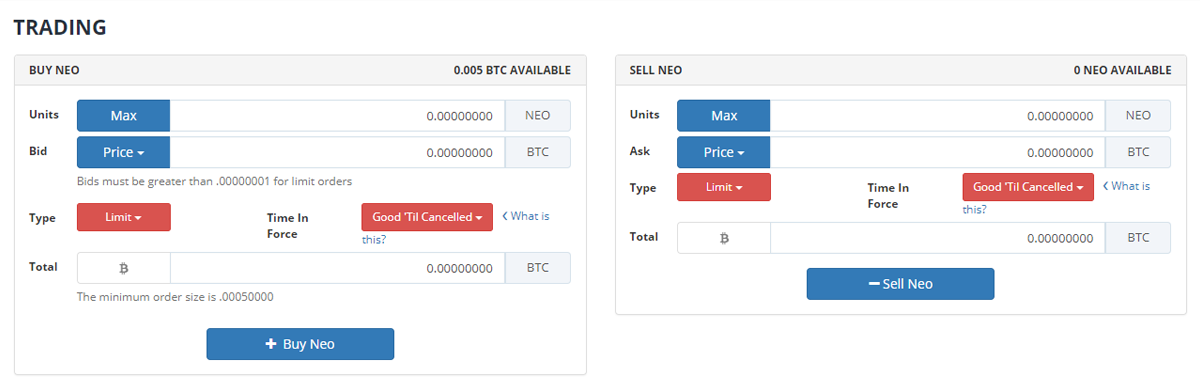 TRADING
BUY NEO 0.005 BTC AVAILABLE
Units Max 0.00000000 NEO
Bid Price 0.00000000 BTC
Bids must be greater than .00000001 for limit orders
Type Limit Time In Force Good 'Til Cancelled What is this?
Total 0.00000000 BTC
The minimum order size is .00050000
Buy Neo
SELL NEO 0 NEO AVAILABLE
Units Max 0.00000000 NEO
Ask Price 0.00000000 BTC
Type Limit Time In Force Good 'Til Cancelled What is this?
Total 0.00000000 BTC
Sell Neo